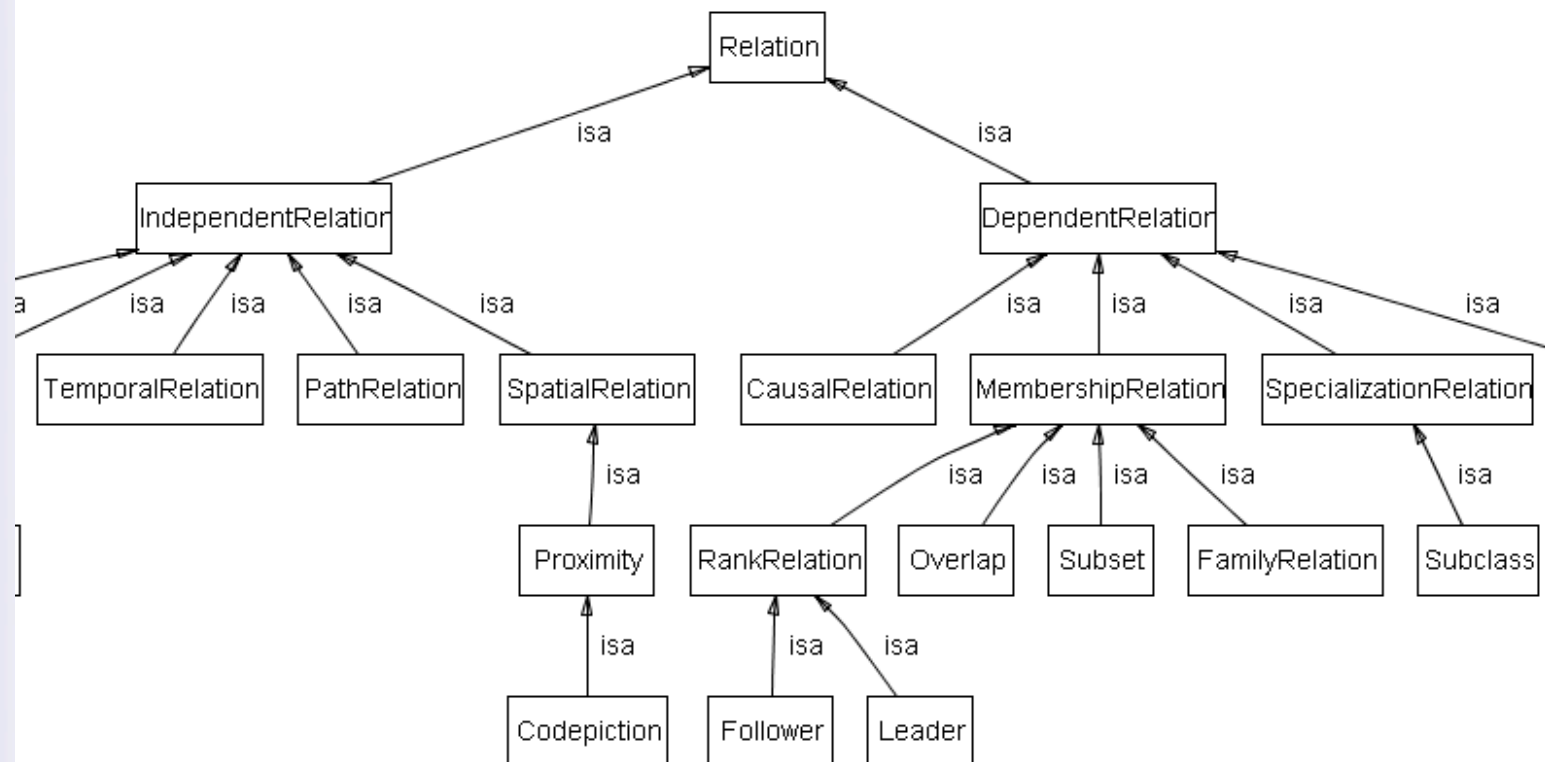 Relation
isa isa
IndependentRelation DependentRelation
a isa isa isa isa isa isa isa isa
TemporalRelation PathRelation SpatialRelation CausalRelation MembershipRelation SpecializationRelation
isa isa isa isa isa isa
Proximity RankRelation Overlap Subset FamilyRelation Subclass
isa isa isa
Codepiction Follower Leader